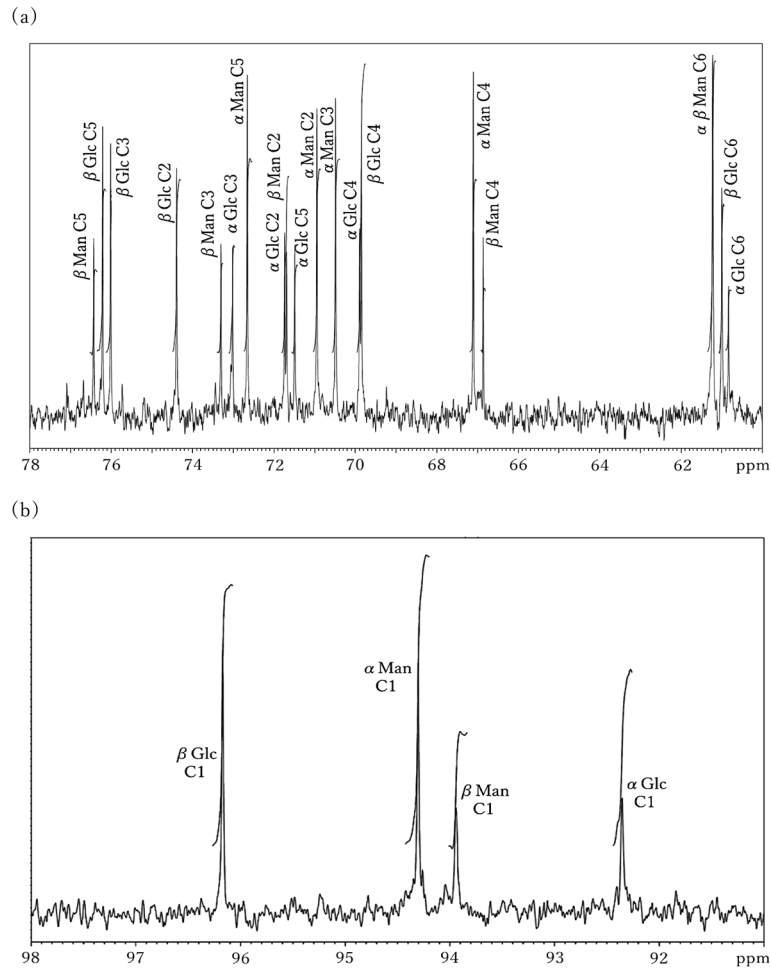 (a)
β Man C5
β Glc C5
β Glc C3
β Glc C2
β Man C3
α Glc C3
α Man C5
α Glc C2
β Man C2
α Glc C5
α Man C2
α Man C3
α Glc C4
β Glc C4
α Man C4
β Man C4
α β Man C6
β Glc C6
α Glc C6
78 76 74 72 70 68 66 64 62 ppm
(b)
β Glc
C1
α Man
C1
β Man
C1
α Glc
C1
98 97 96 95 94 93 92 ppm